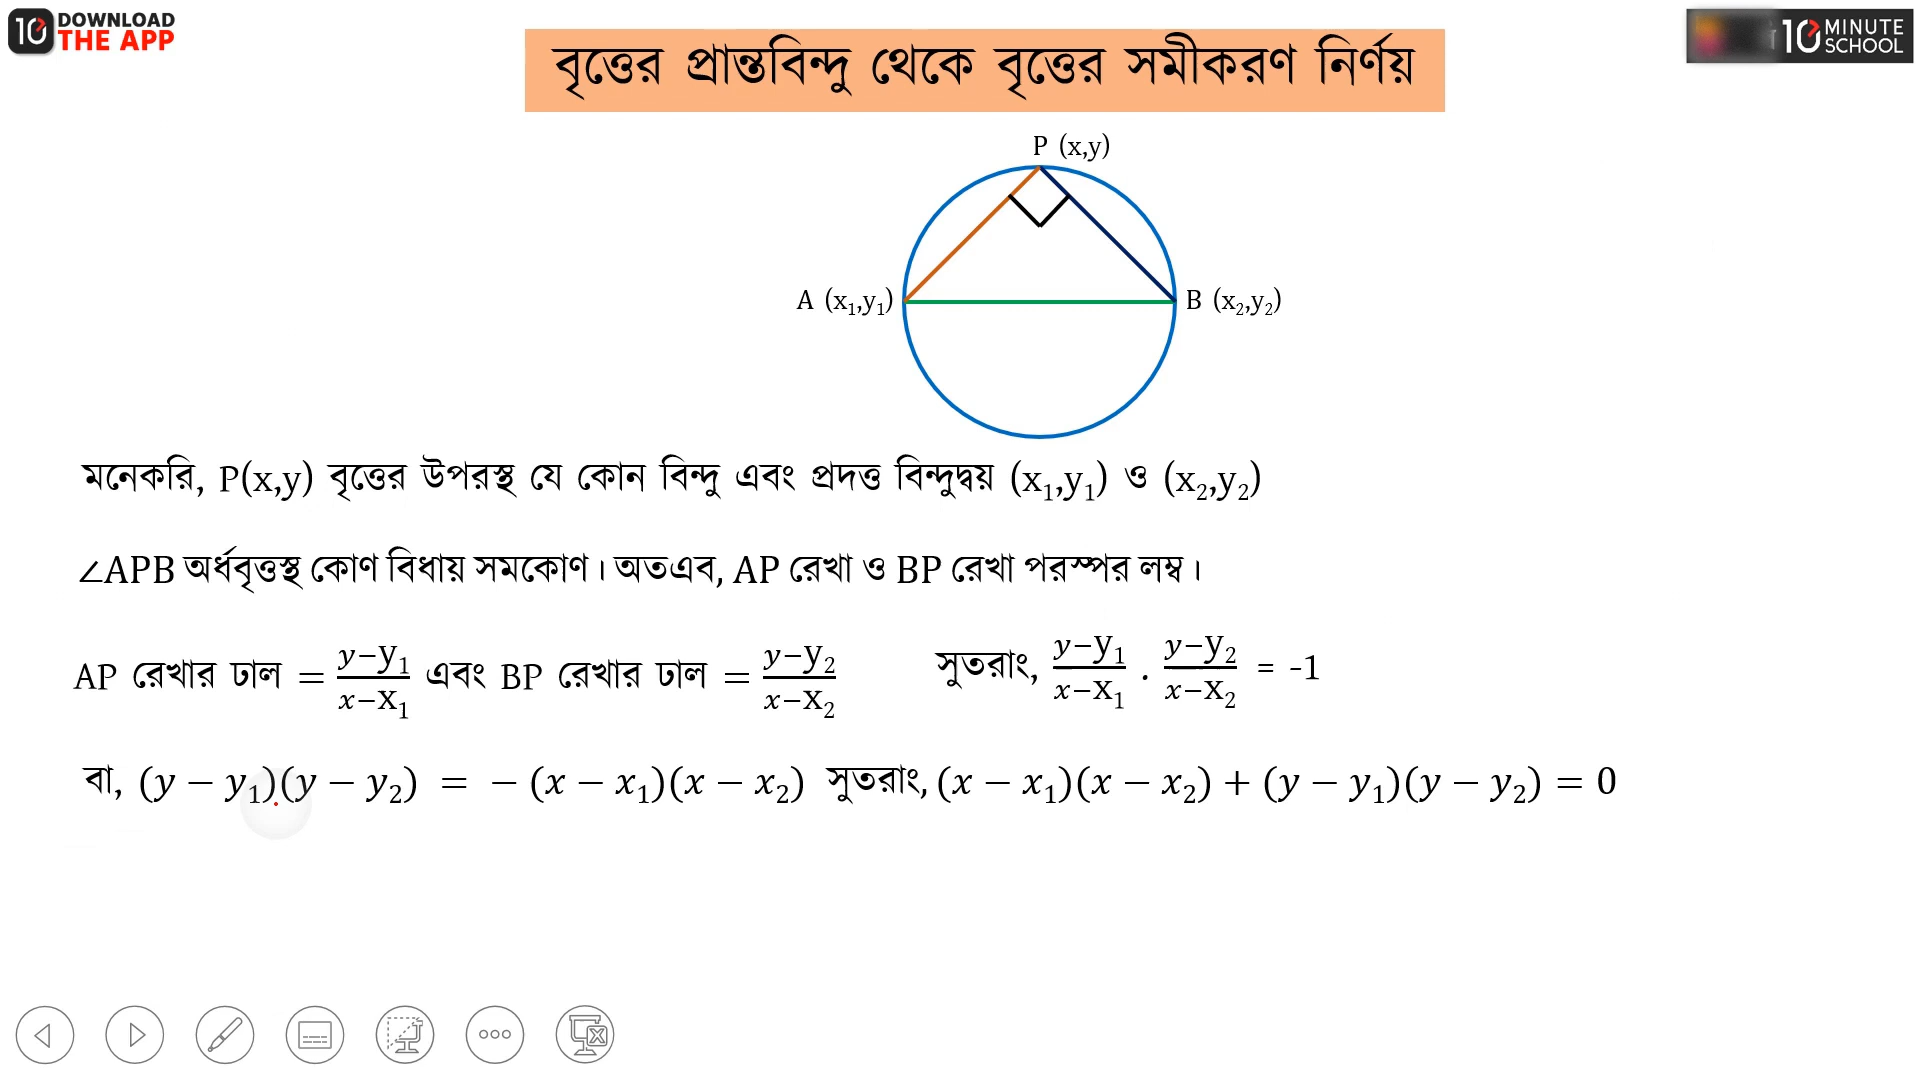 DOWNLOAD
THE APP
10 MINUTE
SCHOOL
বৃত্তের প্রান্তবিন্দু থেকে বৃত্তের সমীকরণ নির্ণয়
P (x,y)
A (x₁,y₁)
B (x₂,y₂)
মনেকরি, P(x,y) বৃত্তের উপরস্থ যে কোন বিন্দু এবং প্রদত্ত বিন্দুদ্বয় (x₁,y₁) ও (x₂,y₂)
∠APB অর্ধবৃত্তস্থ কোণ বিধায় সমকোণ। অতএব, AP রেখা ও BP রেখা পরস্পর লম্ব।
AP রেখার ঢাল = (y−y₁)/(x−x₁) এবং BP রেখার ঢাল = (y−y₂)/(x−x₂) সুতরাং, (y−y₁)/(x−x₁) . (y−y₂)/(x−x₂) = -1
বা, (y − y₁)(y − y₂) = − (x − x₁)(x − x₂) সুতরাং, (x − x₁)(x − x₂) + (y − y₁)(y − y₂) = 0